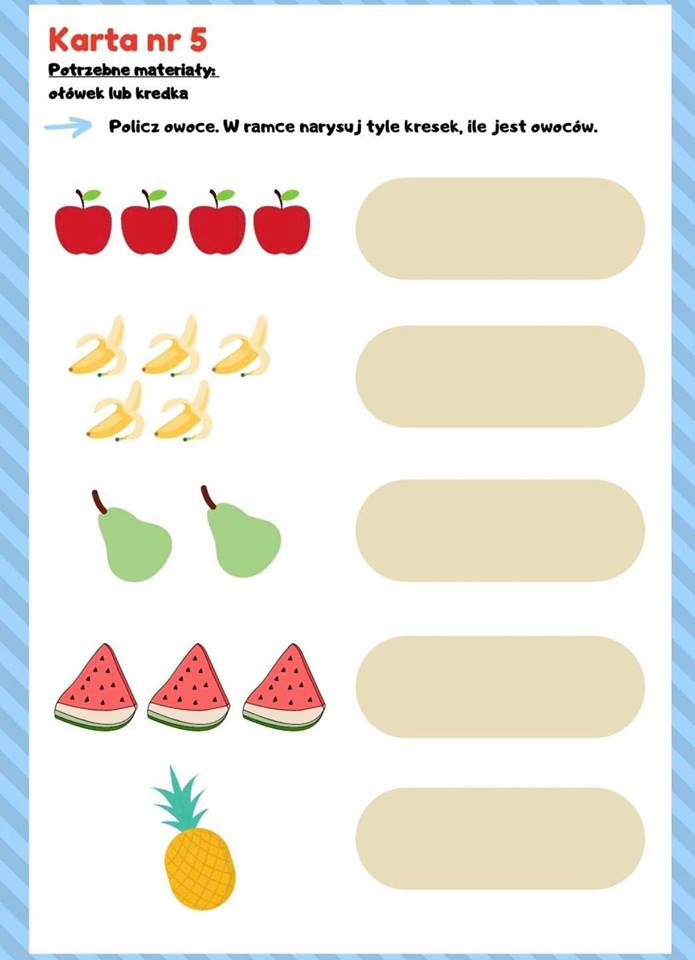 Karta nr 5
Potrzebne materiały:
ołówek lub kredka
Policz owoce. W ramce narysuj tyle kresek, ile jest owoców.